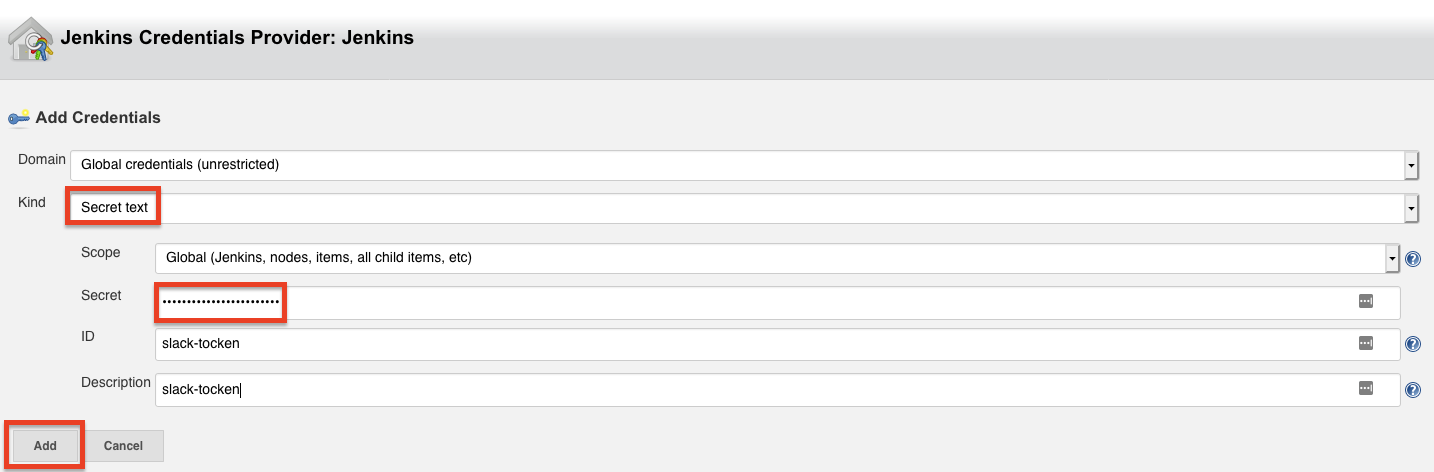 Jenkins Credentials Provider: Jenkins
Add Credentials
Domain Global credentials (unrestricted)
Kind Secret text
Scope Global (Jenkins, nodes, items, all child items, etc)
Secret ••••••••••••••••••••••••
ID slack-tocken
Description slack-tocken
Add Cancel